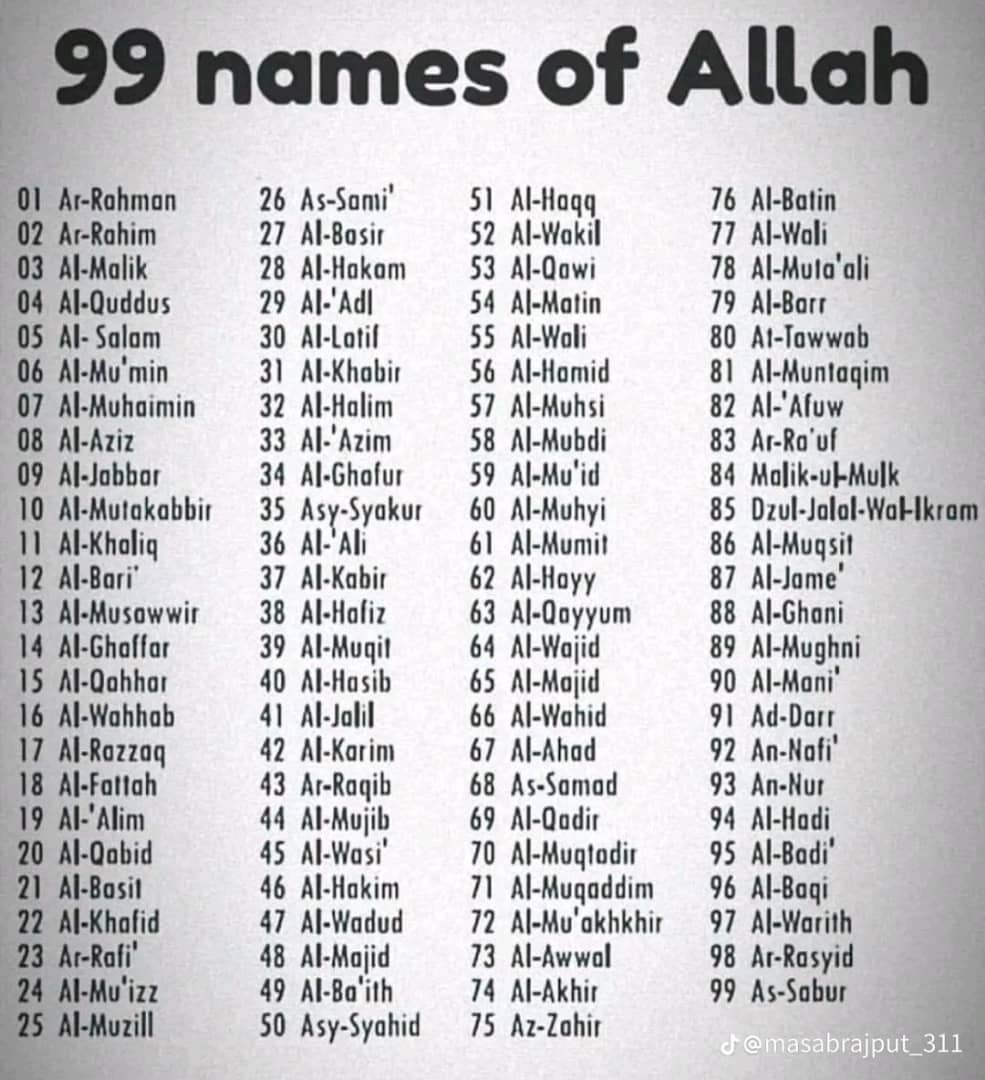 99 names of Allah
01 Ar-Rahman
02 Ar-Rahim
03 Al-Malik
04 Al-Quddus
05 Al- Salam
06 Al-Mu'min
07 Al-Muhaimin
08 Al-Aziz
09 Al-Jabbar
10 Al-Mutakabbir
11 Al-Khaliq
12 Al-Bari'
13 Al-Musawwir
14 Al-Ghaffar
15 Al-Qahhar
16 Al-Wahhab
17 Al-Razzaq
18 Al-Fattah
19 Al-'Alim
20 Al-Qabid
21 Al-Basit
22 Al-Khafid
23 Ar-Rafi'
24 Al-Mu'izz
25 Al-Muzill
26 As-Sami'
27 Al-Basir
28 Al-Hakam
29 Al-'Adl
30 Al-Latif
31 Al-Khabir
32 Al-Halim
33 Al-'Azim
34 Al-Ghafur
35 Asy-Syakur
36 Al-'Ali
37 Al-Kabir
38 Al-Hafiz
39 Al-Muqit
40 Al-Hasib
41 Al-Jalil
42 Al-Karim
43 Ar-Raqib
44 Al-Mujib
45 Al-Wasi'
46 Al-Hakim
47 Al-Wadud
48 Al-Majid
49 Al-Ba'ith
50 Asy-Syahid
51 Al-Haqq
52 Al-Wakil
53 Al-Qawi
54 Al-Matin
55 Al-Wali
56 Al-Hamid
57 Al-Muhsi
58 Al-Mubdi
59 Al-Mu'id
60 Al-Muhyi
61 Al-Mumit
62 Al-Hayy
63 Al-Qayyum
64 Al-Wajid
65 Al-Majid
66 Al-Wahid
67 Al-Ahad
68 As-Samad
69 Al-Qadir
70 Al-Muqtadir
71 Al-Muqaddim
72 Al-Mu'akhkhir
73 Al-Awwal
74 Al-Akhir
75 Az-Zahir
76 Al-Batin
77 Al-Wali
78 Al-Muta'ali
79 Al-Barr
80 At-Tawwab
81 Al-Muntaqim
82 Al-'Afuw
83 Ar-Ra'uf
84 Malik-ul-Mulk
85 Dzul-Jalal-Wal-Ikram
86 Al-Muqsit
87 Al-Jame'
88 Al-Ghani
89 Al-Mughni
90 Al-Mani'
91 Ad-Darr
92 An-Nafi'
93 An-Nur
94 Al-Hadi
95 Al-Badi'
96 Al-Baqi
97 Al-Warith
98 Ar-Rasyid
99 As-Sabur
@masabrajput_311